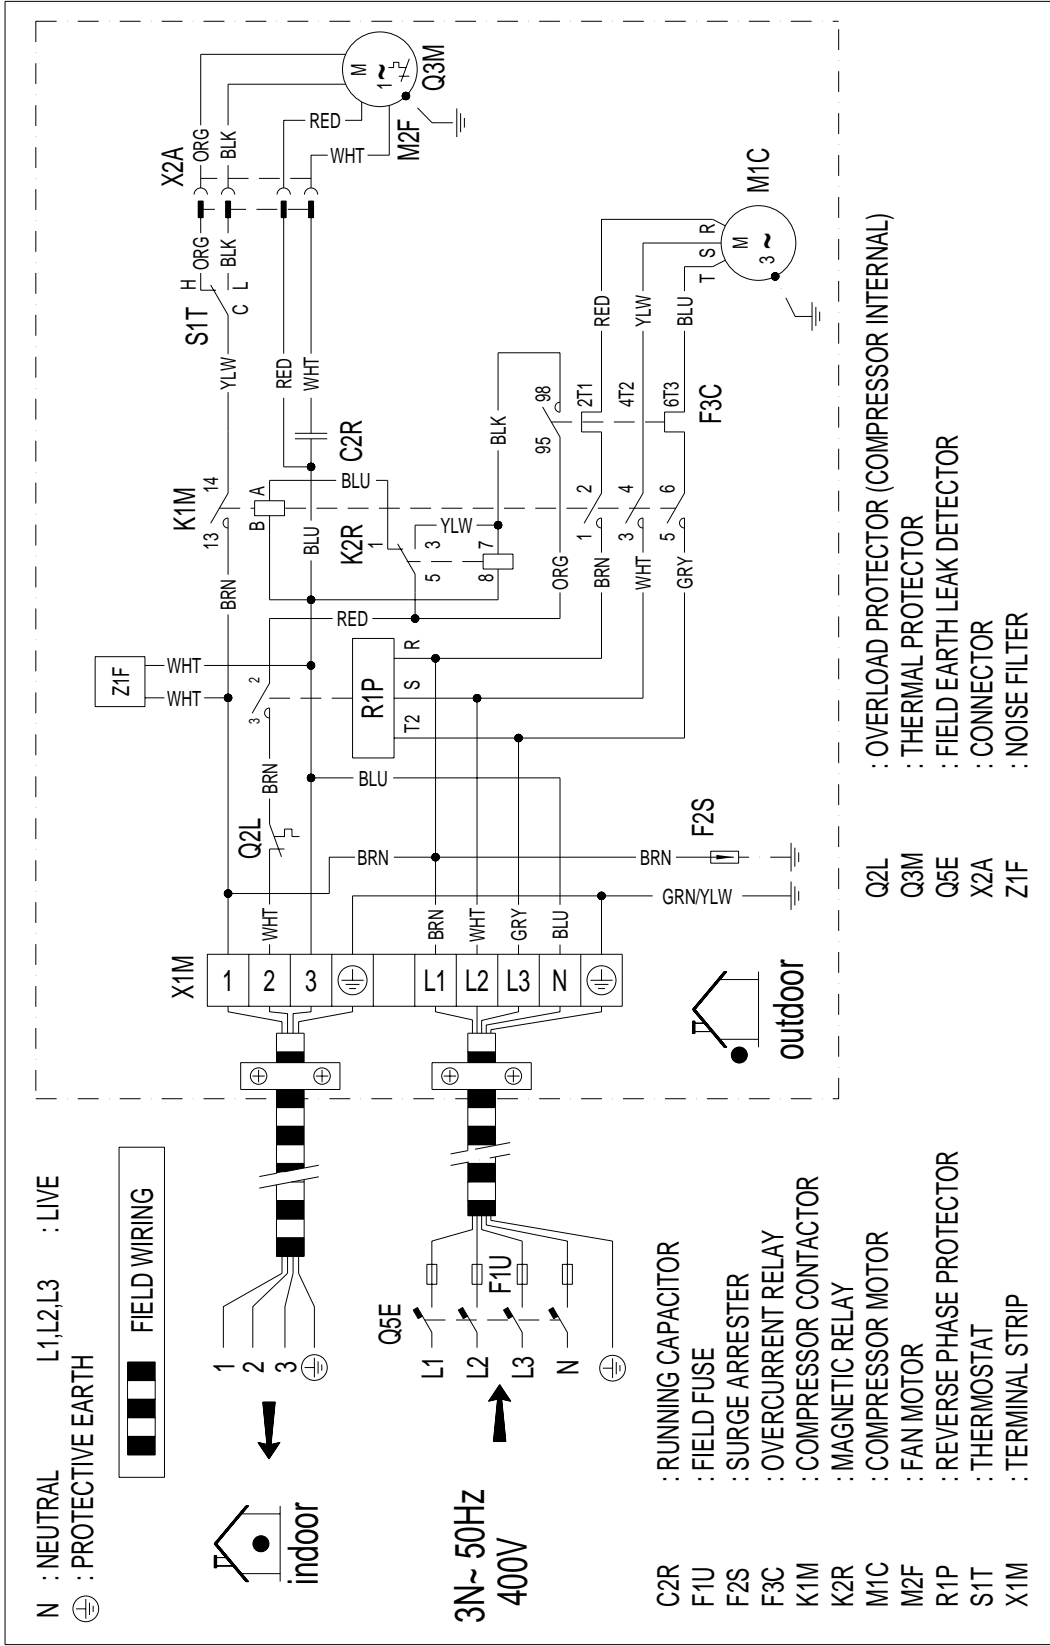 N : NEUTRAL L1,L2,L3 : LIVE
: PROTECTIVE EARTH
FIELD WIRING
indoor
1
2
3
3N~ 50Hz
400V
Q5E
L1
L2
L3
N
F1U
X1M
1
2
3
L1
L2
L3
N
outdoor
WHT
Q2L
BRN
3
2
BRN
WHT
GRY
BLU
BRN
BLU
BRN
F2S
GRN/YLW
Z1F
WHT
WHT
R1P
R
S
T2
RED
BRN
BLU
K1M
13
14
B
A
BLU
K2R
1
5
3
YLW
8
7
BLK
ORG
95
98
BRN
WHT
GRY
1
2
3
4
5
6
2T1
4T2
6T3
F3C
C2R
RED
WHT
YLW
S1T
H
C
L
ORG
BLK
X2A
ORG
BLK
RED
WHT
M
1~
Q3M
M2F
RED
YLW
BLU
R
S
T
M
3~
M1C
C2R : RUNNING CAPACITOR
F1U : FIELD FUSE
F2S : SURGE ARRESTER
F3C : OVERCURRENT RELAY
K1M : COMPRESSOR CONTACTOR
K2R : MAGNETIC RELAY
M1C : COMPRESSOR MOTOR
M2F : FAN MOTOR
R1P : REVERSE PHASE PROTECTOR
S1T : THERMOSTAT
X1M : TERMINAL STRIP
Q2L : OVERLOAD PROTECTOR (COMPRESSOR INTERNAL)
Q3M : THERMAL PROTECTOR
Q5E : FIELD EARTH LEAK DETECTOR
X2A : CONNECTOR
Z1F : NOISE FILTER